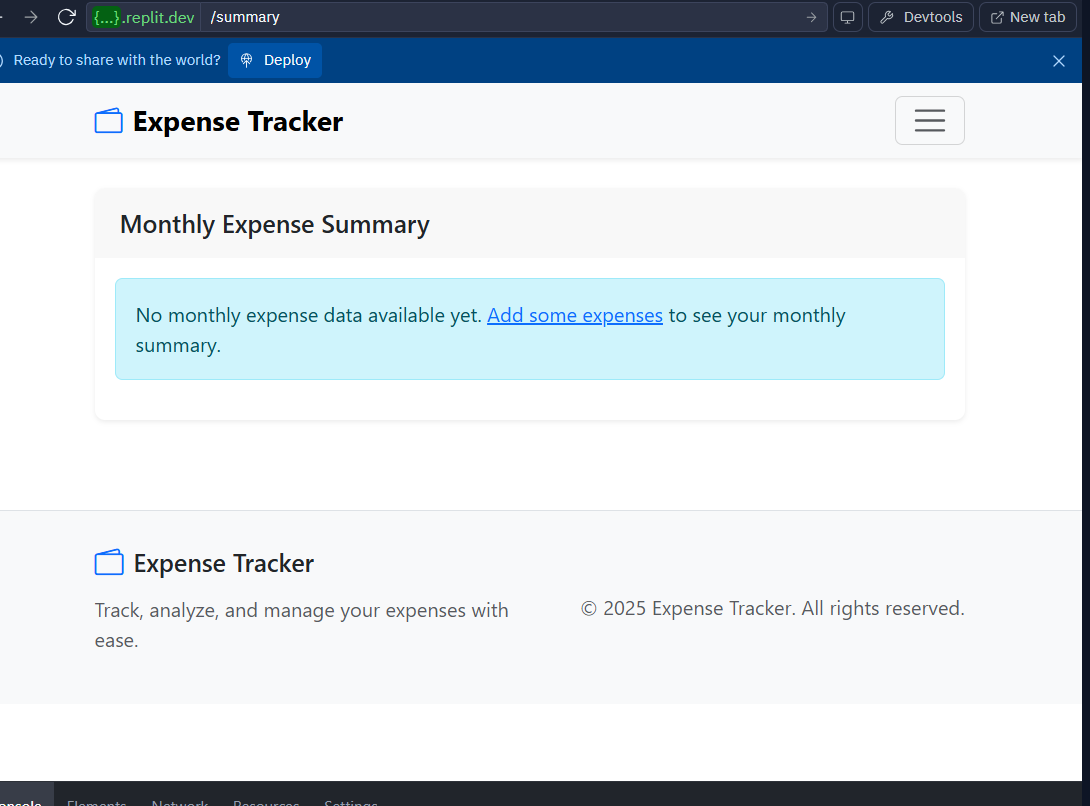 {...}.replit.dev /summary Devtools New tab
Ready to share with the world? Deploy
Expense Tracker
Monthly Expense Summary
No monthly expense data available yet. Add some expenses to see your monthly
summary.
Expense Tracker
Track, analyze, and manage your expenses with
ease.
© 2025 Expense Tracker. All rights reserved.
Elements Network Resources Settings